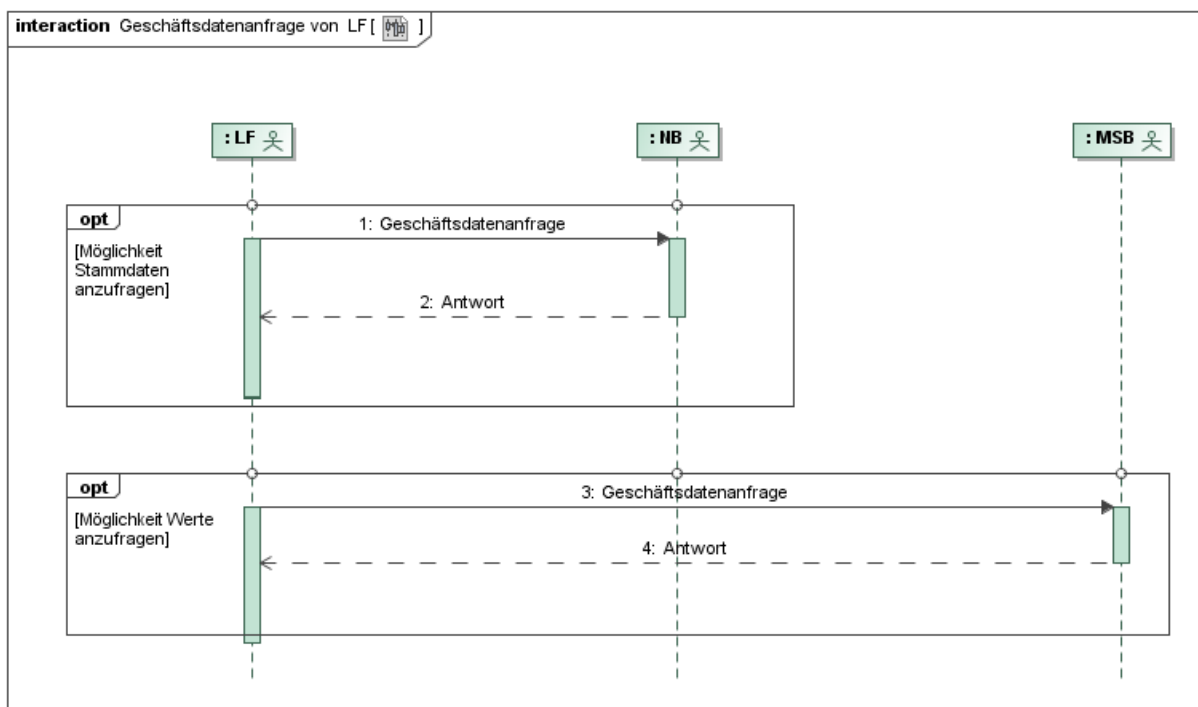 interaction Geschäftsdatenanfrage von LF [ ]
: LF
: NB
: MSB
opt
[Möglichkeit
Stammdaten
anzufragen]
1: Geschäftsdatenanfrage
2: Antwort
opt
[Möglichkeit Werte
anzufragen]
3: Geschäftsdatenanfrage
4: Antwort